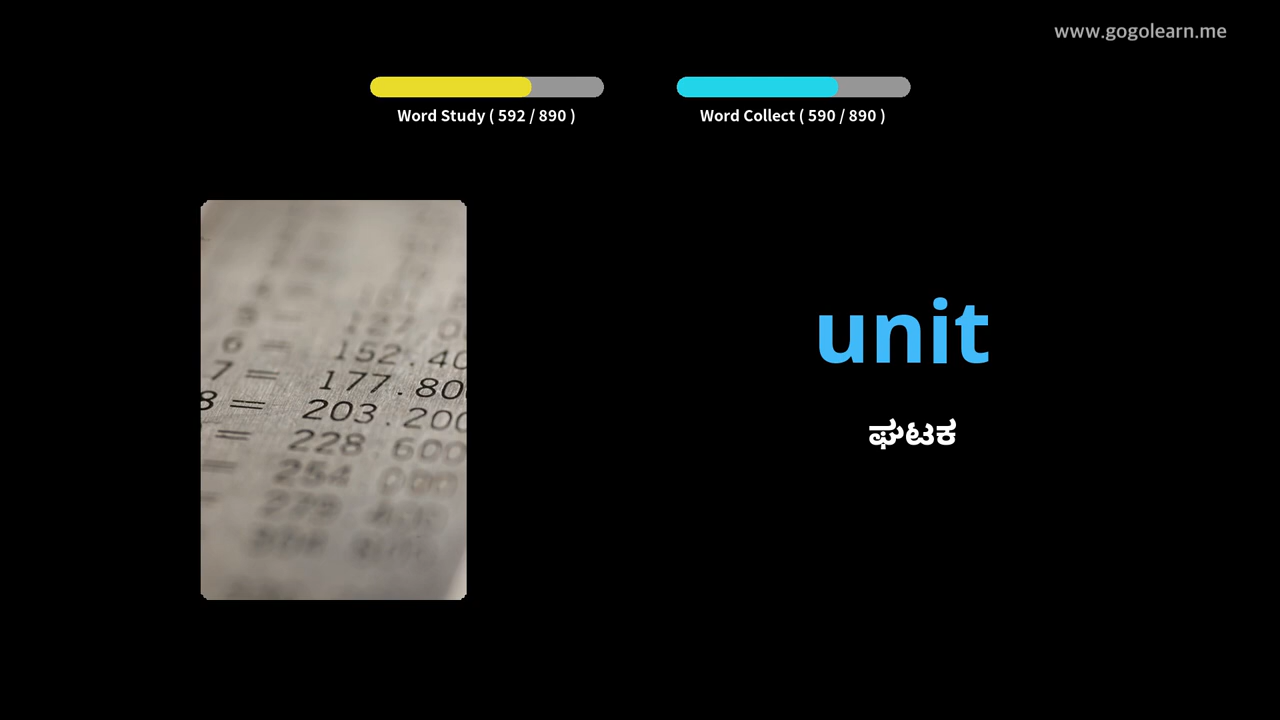 www.gogolearn.me
Word Study ( 592 / 890 )
Word Collect ( 590 / 890 )
6 =
152.40
7 = 177.80
8 = 203.200
= 228.600
= 254
unit
ಘಟಕ